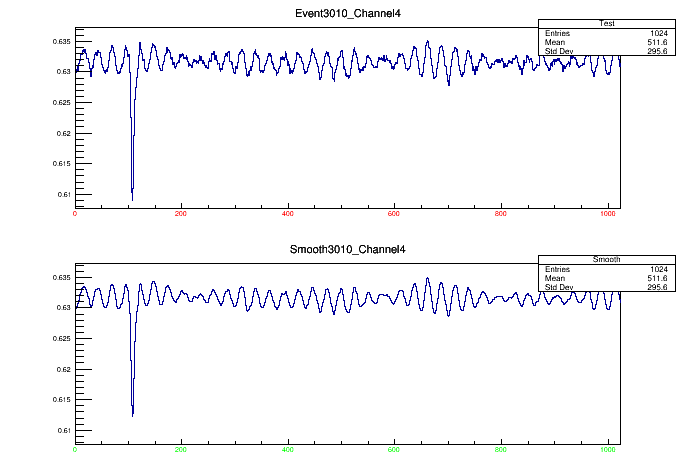 Event3010_Channel4
Test
Entries 1024
Mean 511.6
Std Dev 295.6
0.635
0.63
0.625
0.62
0.615
0.61
0 200 400 600 800 1000
Smooth3010_Channel4
Smooth
Entries 1024
Mean 511.6
Std Dev 295.6
0.635
0.63
0.625
0.62
0.615
0.61
0 200 400 600 800 1000